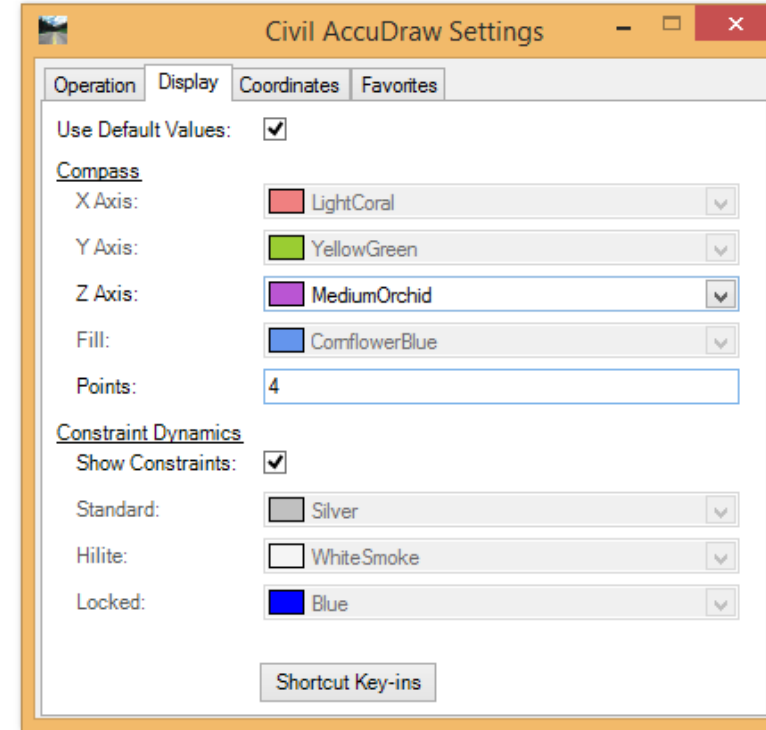 Civil AccuDraw Settings
Operation Display Coordinates Favorites
Use Default Values:
Compass
X Axis: LightCoral
Y Axis: YellowGreen
Z Axis: MediumOrchid
Fill: CornflowerBlue
Points: 4
Constraint Dynamics
Show Constraints:
Standard: Silver
Hilite: WhiteSmoke
Locked: Blue
Shortcut Key-ins